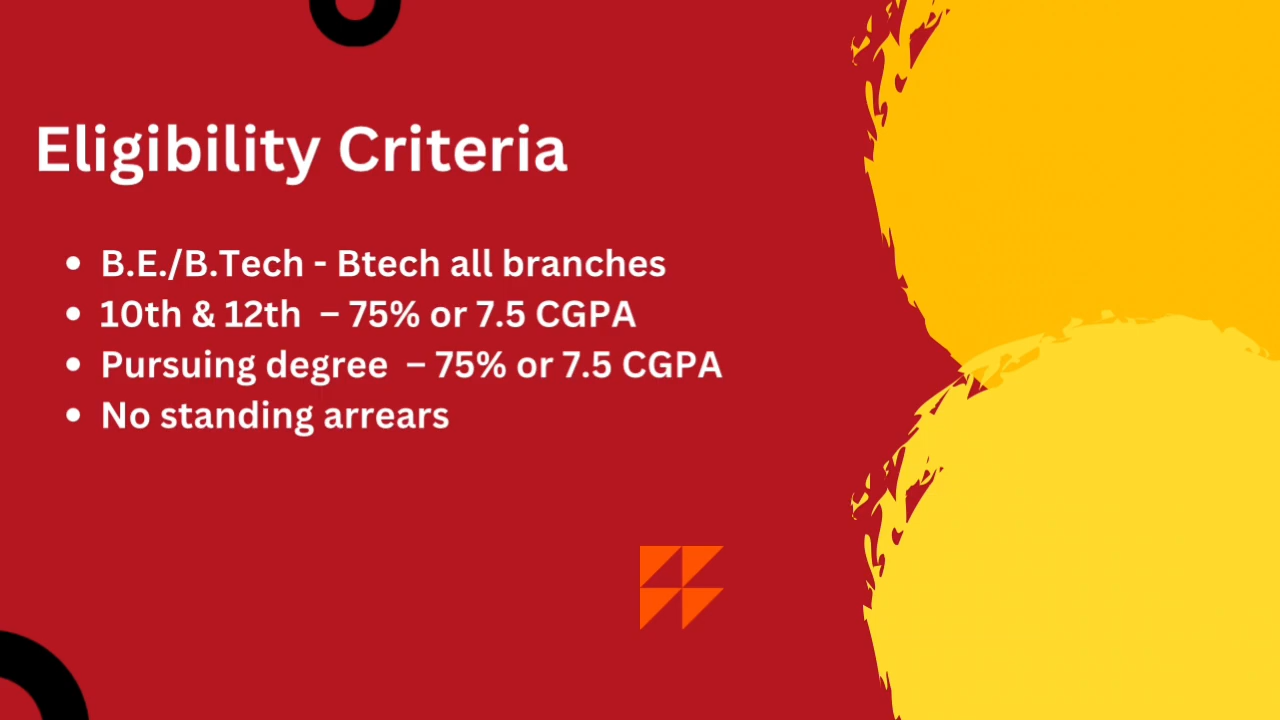 Eligibility Criteria
• B.E./B.Tech - Btech all branches
• 10th & 12th – 75% or 7.5 CGPA
• Pursuing degree – 75% or 7.5 CGPA
• No standing arrears